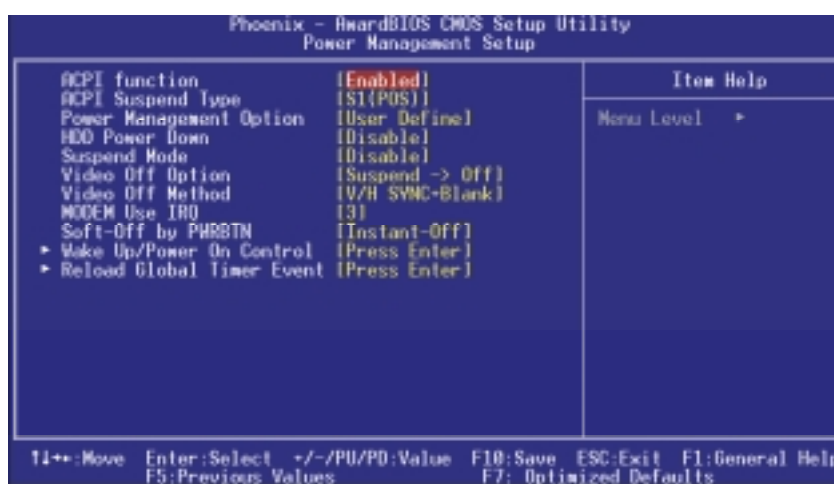 Phoenix - AwardBIOS CMOS Setup Utility
Power Management Setup
ACPI function [Enabled]
ACPI Suspend Type [S1(POS)]
Power Management Option [User Define]
HDD Power Down [Disable]
Suspend Mode [Disable]
Video Off Option [Suspend -> Off]
Video Off Method [V/H SYNC+Blank]
MODEM Use IRQ [3]
Soft-Off by PWRBTN [Instant-Off]
► Wake Up/Power On Control [Press Enter]
► Reload Global Timer Event [Press Enter]
Item Help
Menu Level ►
↑↓→←:Move Enter:Select +/-/PU/PD:Value F10:Save ESC:Exit F1:General Help
F5:Previous Values F7: Optimized Defaults